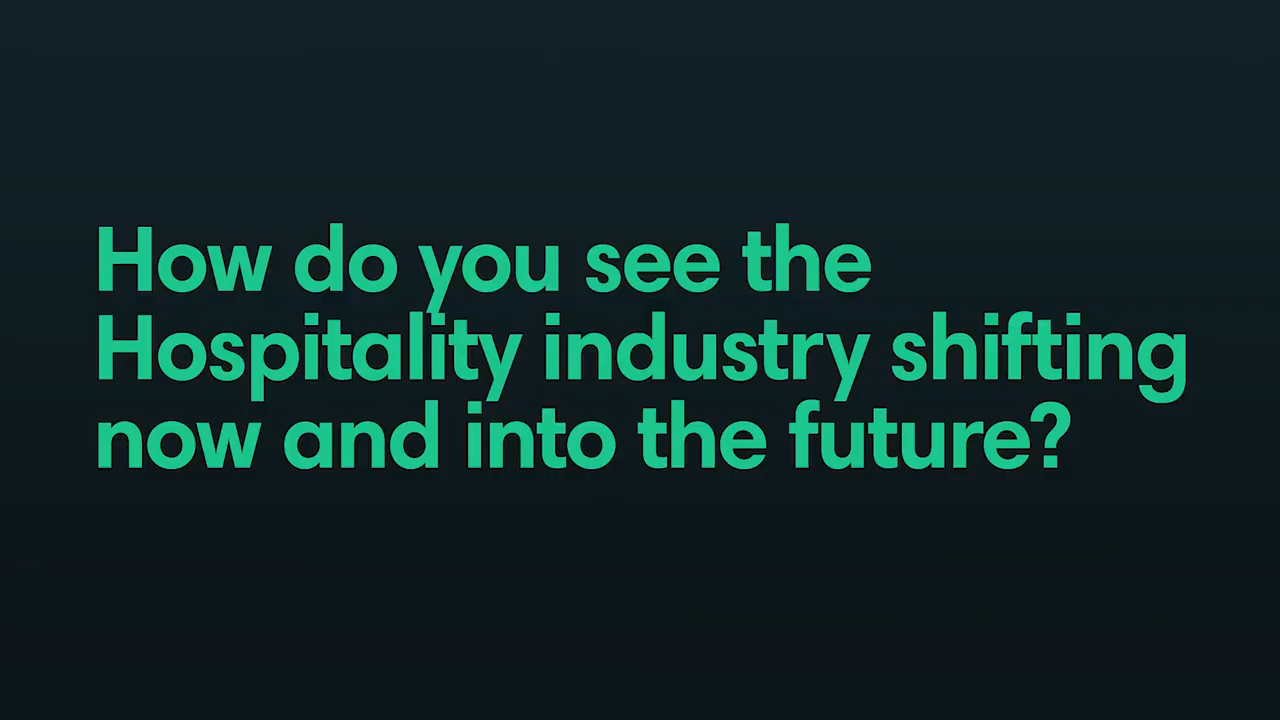 How do you see the
Hospitality industry shifting
now and into the future?